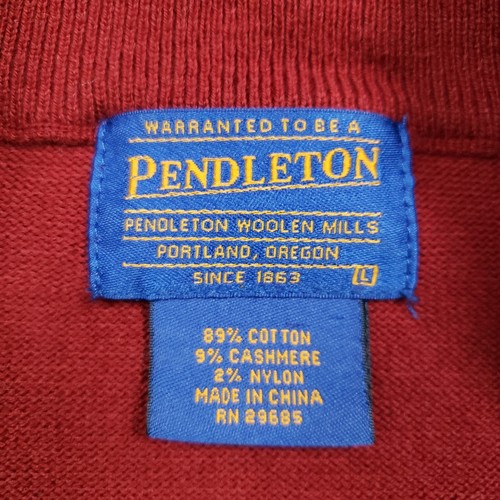 WARRANTED TO BE A
PENDLETON
PENDLETON WOOLEN MILLS
PORTLAND, OREGON
SINCE 1863
L
89% COTTON
9% CASHMERE
2% NYLON
MADE IN CHINA
RN 29685